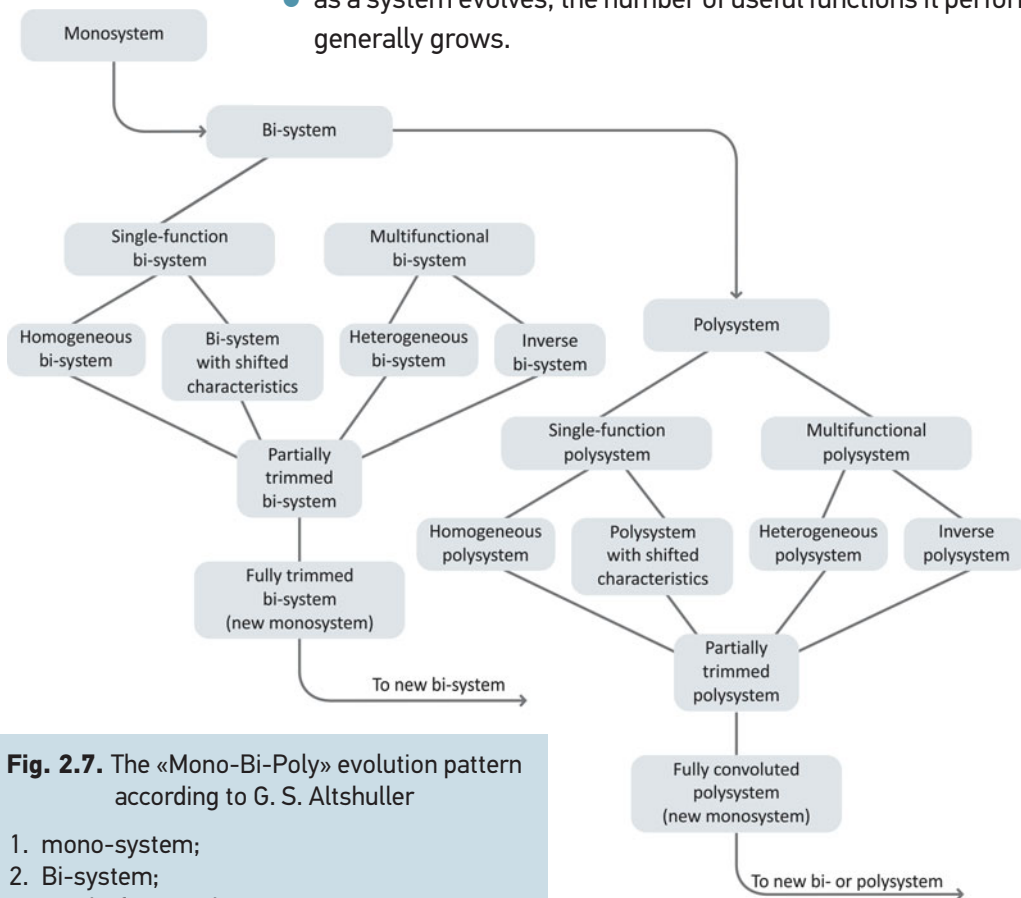 as a system evolves, the number of useful functions it
generally grows.
Monosystem
Bi-system
Single-function
bi-system
Multifunctional
bi-system
Homogeneous
bi-system
Bi-system
with shifted
characteristics
Heterogeneous
bi-system
Inverse
bi-system
Partially
trimmed
bi-system
Fully trimmed
bi-system
(new monosystem)
To new bi-system
Polysystem
Single-function
polysystem
Multifunctional
polysystem
Homogeneous
polysystem
Polysystem
with shifted
characteristics
Heterogeneous
polysystem
Inverse
polysystem
Partially
trimmed
polysystem
Fully convoluted
polysystem
(new monosystem)
To new bi- or polysystem
Fig. 2.7. The «Mono-Bi-Poly» evolution pattern
according to G. S. Altshuller
1. mono-system;
2. Bi-system;